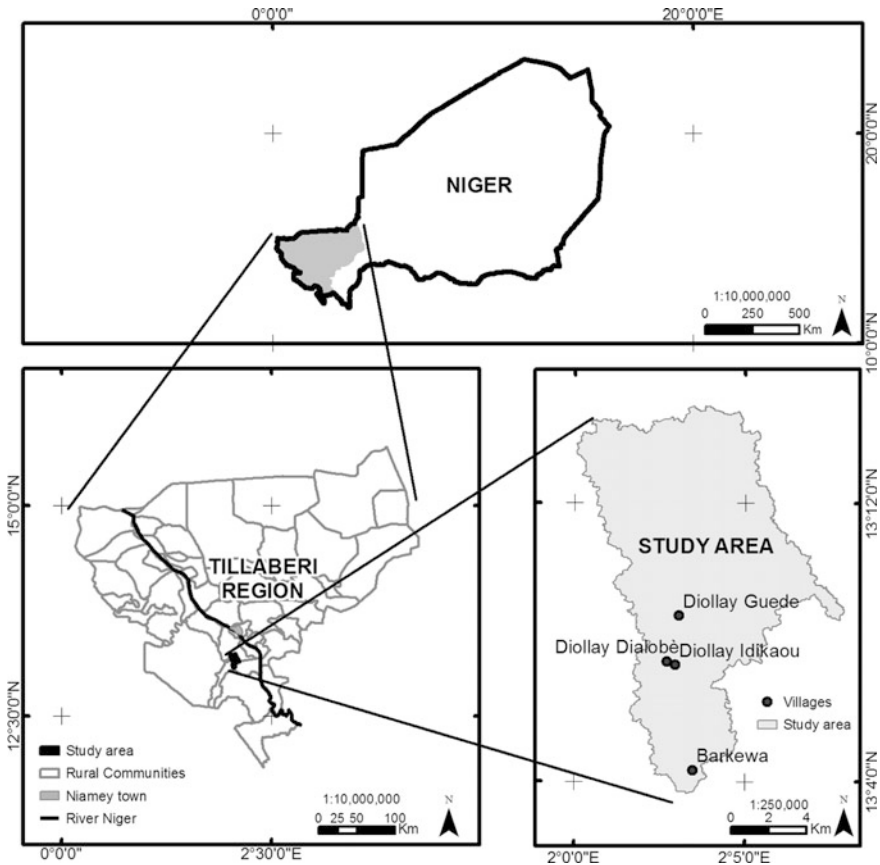 0°0'0"
20°0'0"
20°0'0"N
NIGER
1:10,000,000
0 250 500
Km
N
10°0'0"N
15°0'0"N
TILLABERI
REGION
12°30'0"N
Study area
Rural Communities
Niamey town
River Niger
1:10,000,000
0 25 50 100
Km
N
0°0'0"
2°30'0"E
13°12'0"N
STUDY AREA
Diollay Guede
Diollay Dialobè
Diollay Idikaou
Villages
Study area
Barkewa
13°4'0"N
1:250,000
0 2 4
Km
N
2°0'0"E
2°5'0"E